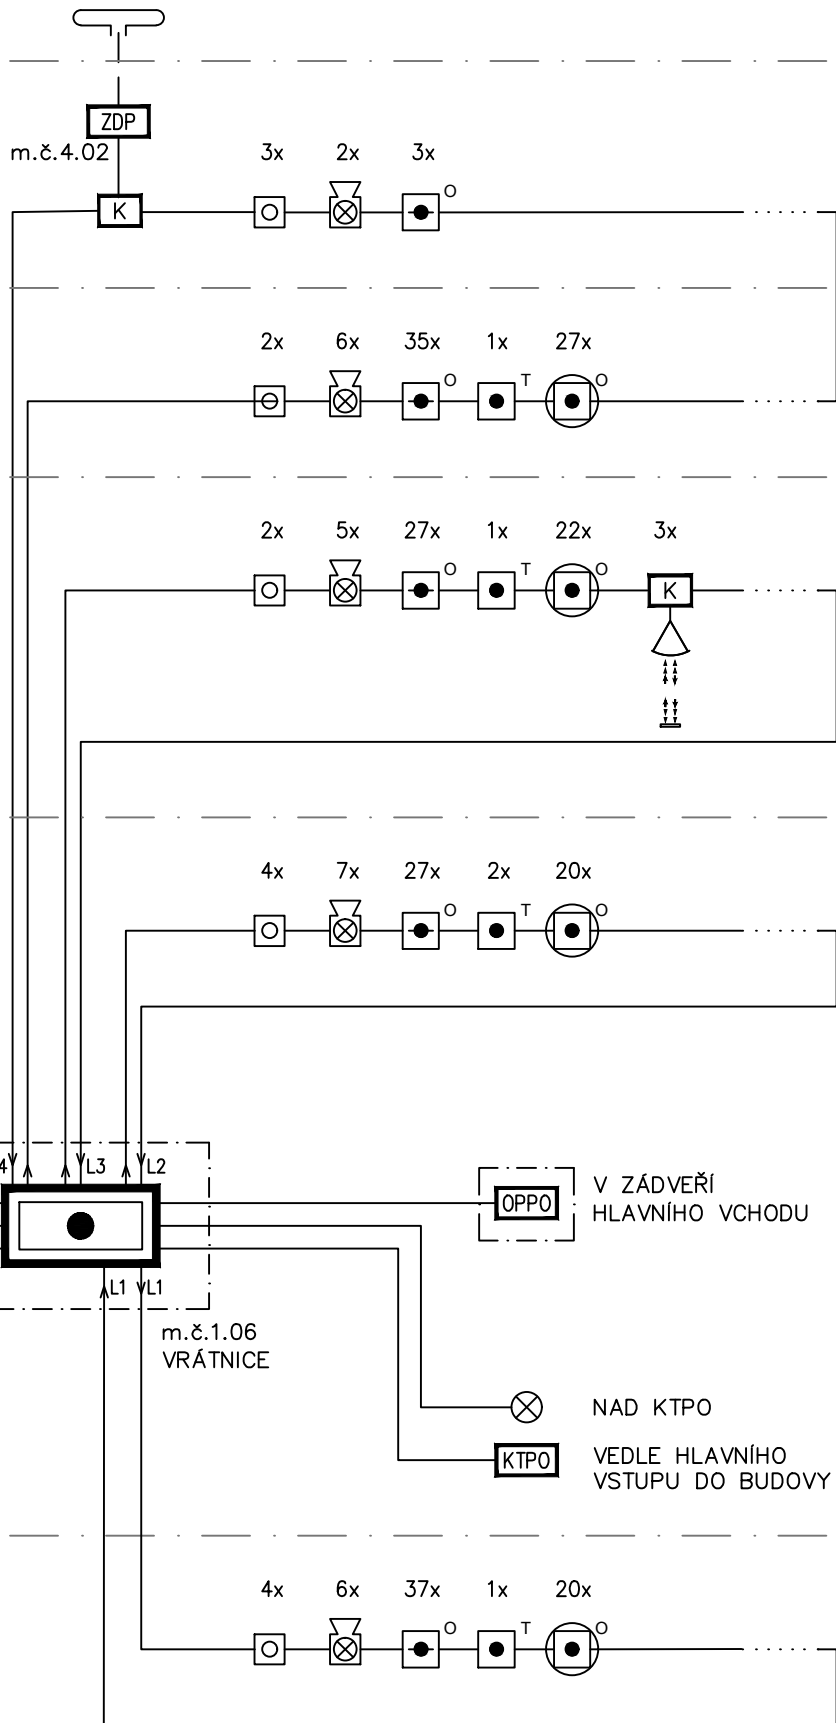 ZDP
m.č.4.02
3x 2x 3x
K O
2x 6x 35x 1x 27x
O T O
2x 5x 27x 1x 22x 3x
O T O K
4x 7x 27x 2x 20x
O T O
4 L3 L2
OPPO
V ZÁDVEŘÍ
HLAVNÍHO VCHODU
L1 L1
m.č.1.06
VRÁTNICE
NAD KTPO
KTPO
VEDLE HLAVNÍHO
VSTUPU DO BUDOVY
4x 6x 37x 1x 20x
O T O